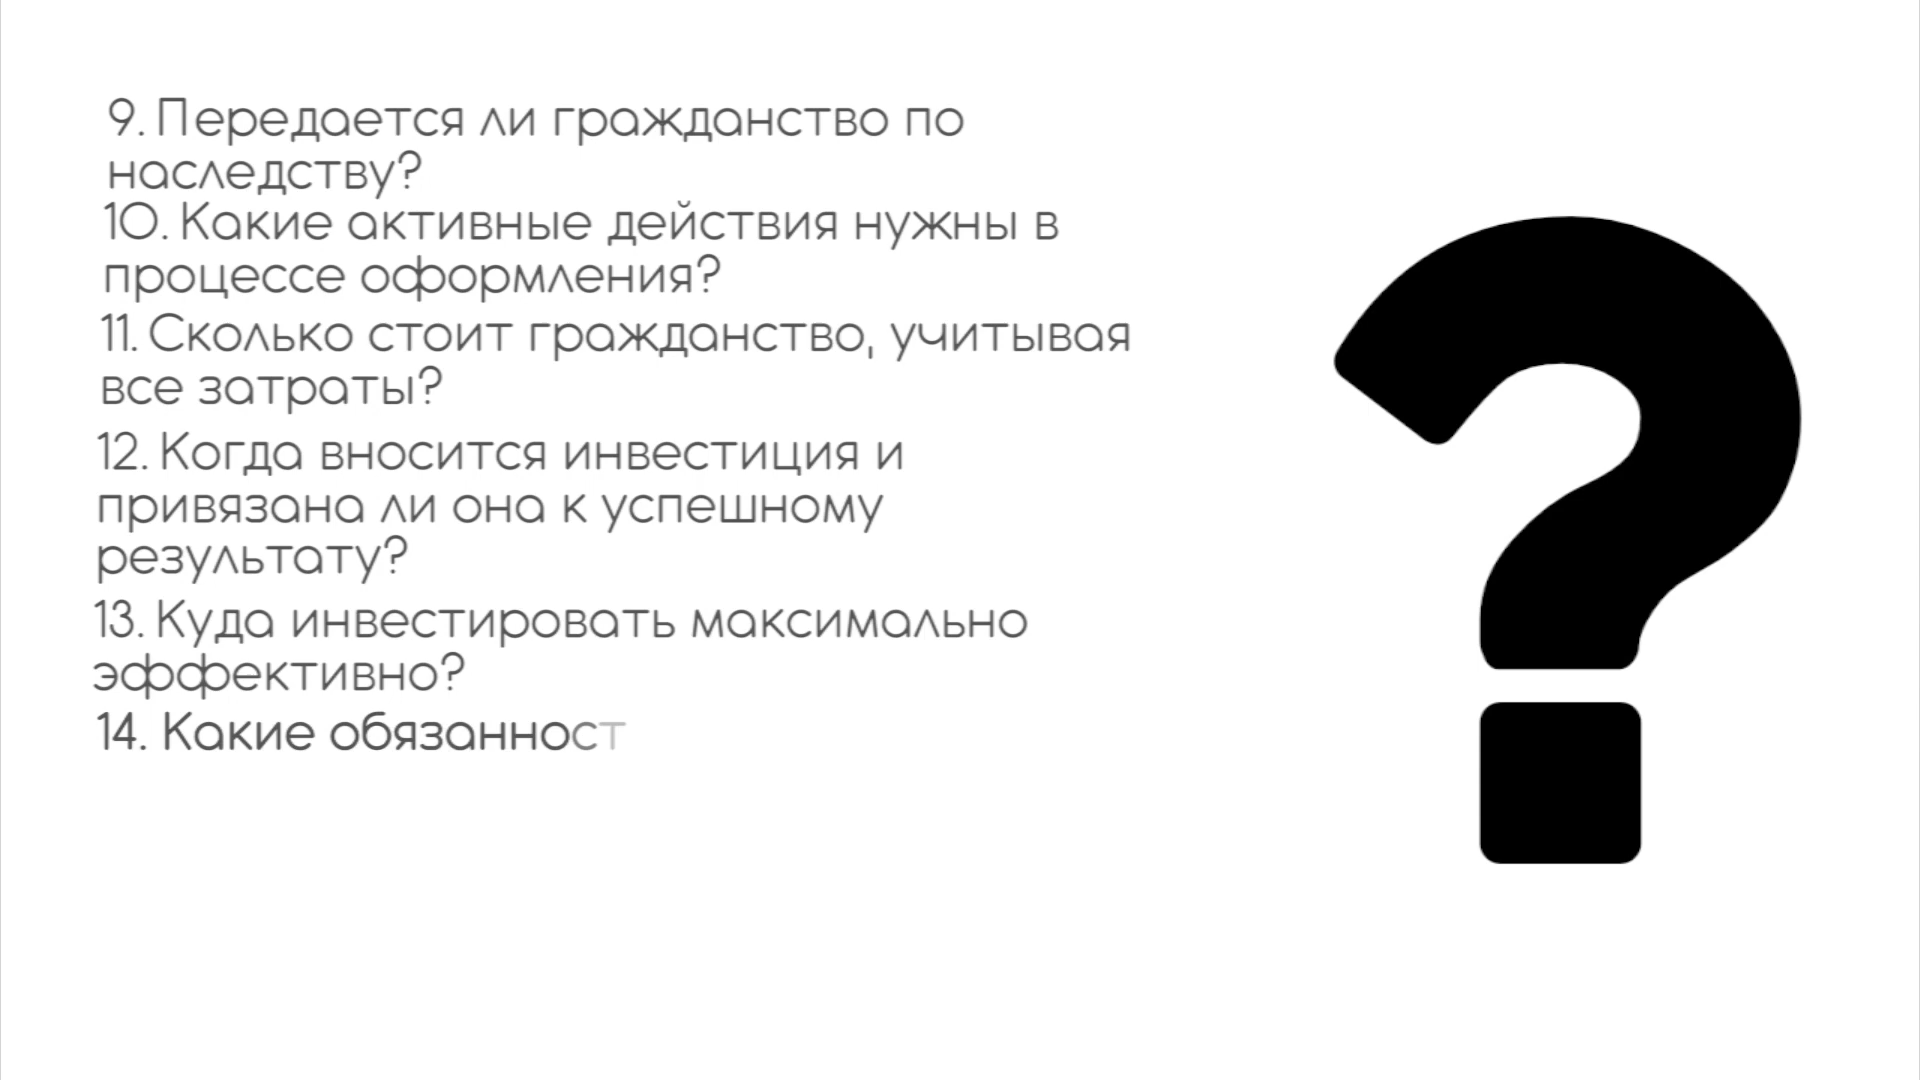 9. Передается ли гражданство по
наследству?
10. Какие активные действия нужны в
процессе оформления?
11. Сколько стоит гражданство, учитывая
все затраты?
12. Когда вносится инвестиция и
привязана ли она к успешному
результату?
13. Куда инвестировать максимально
эффективно?
14. Какие обязанност
?